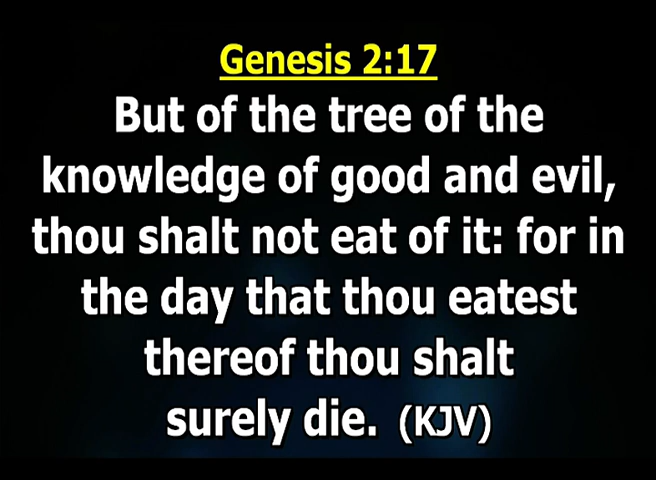 Genesis 2:17
But of the tree of the
knowledge of good and evil,
thou shalt not eat of it: for in
the day that thou eatest
thereof thou shalt
surely die. (KJV)